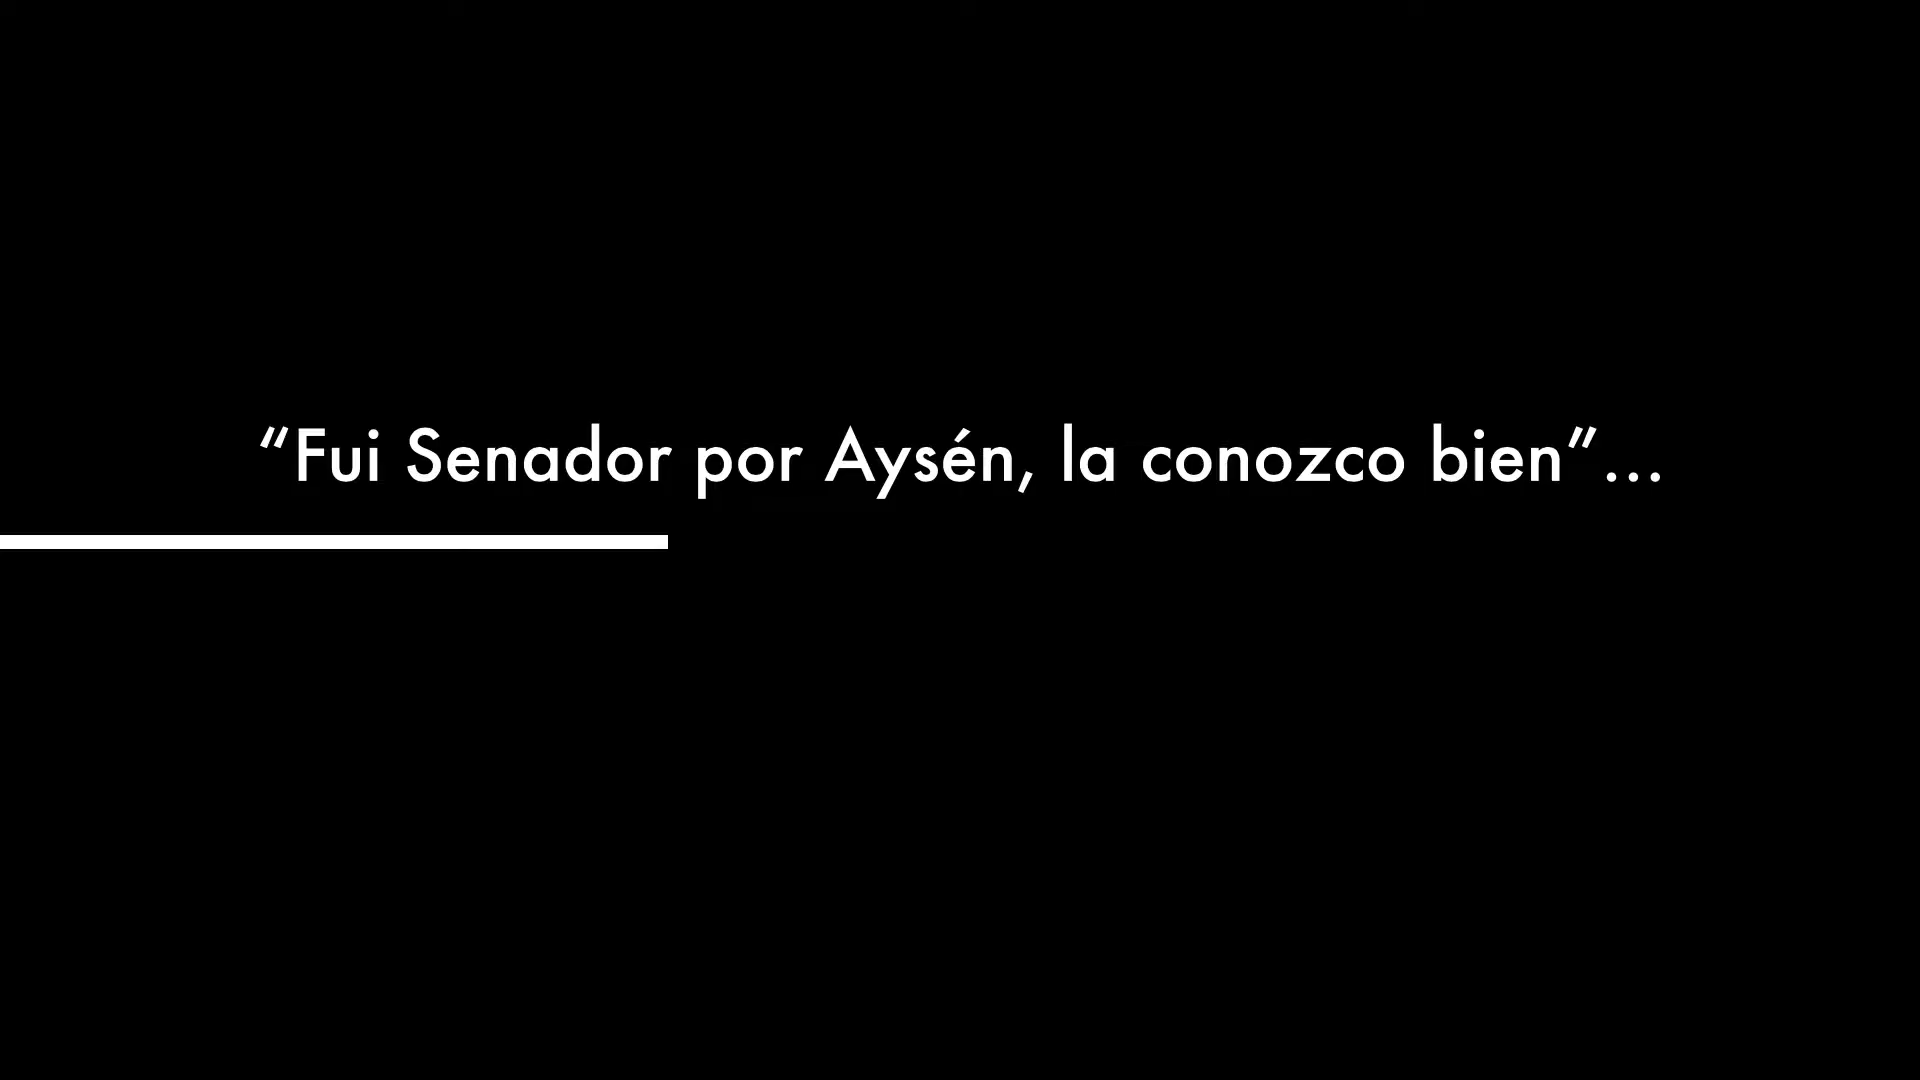 “Fui Senador por Aysén, la conozco bien”...